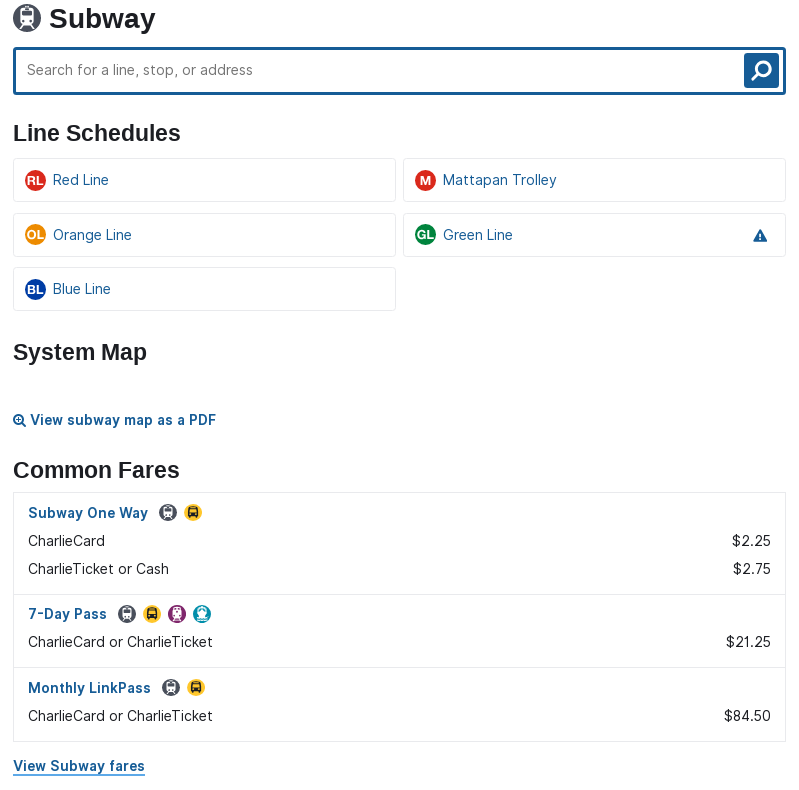 Subway
Search for a line, stop, or address
Line Schedules
RL Red Line
M Mattapan Trolley
OL Orange Line
GL Green Line
BL Blue Line
System Map
View subway map as a PDF
Common Fares
Subway One Way
CharlieCard $2.25
CharlieTicket or Cash $2.75
7-Day Pass
CharlieCard or CharlieTicket $21.25
Monthly LinkPass
CharlieCard or CharlieTicket $84.50
View Subway fares